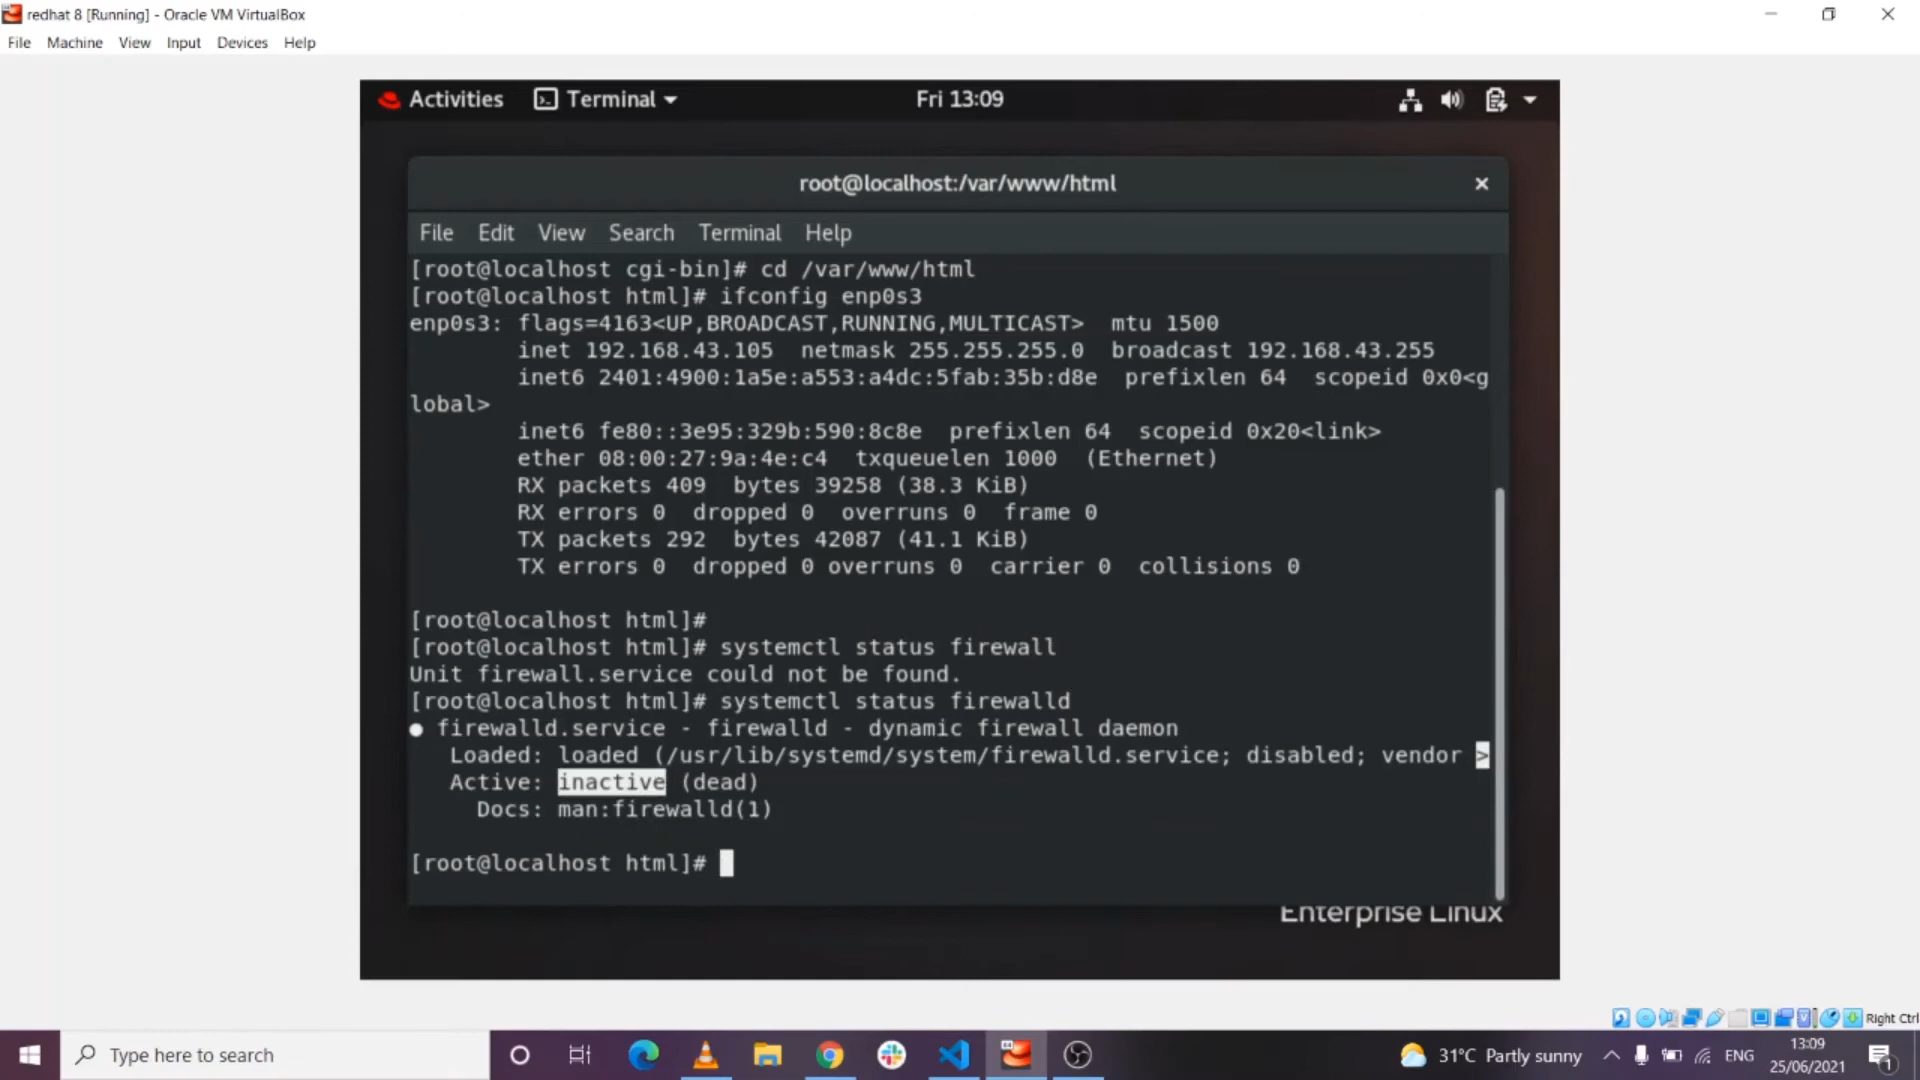 redhat 8 [Running] - Oracle VM VirtualBox
File Machine View Input Devices Help
Activities Terminal Fri 13:09
root@localhost:/var/www/html
File Edit View Search Terminal Help
[root@localhost cgi-bin]# cd /var/www/html
[root@localhost html]# ifconfig enp0s3
enp0s3: flags=4163<UP,BROADCAST,RUNNING,MULTICAST>  mtu 1500
inet 192.168.43.105  netmask 255.255.255.0  broadcast 192.168.43.255
inet6 2401:4900:1a5e:a553:a4dc:5fab:35b:d8e  prefixlen 64  scopeid 0x0<g
lobal>
inet6 fe80::3e95:329b:590:8c8e  prefixlen 64  scopeid 0x20<link>
ether 08:00:27:9a:4e:c4  txqueuelen 1000  (Ethernet)
RX packets 409  bytes 39258 (38.3 KiB)
RX errors 0  dropped 0  overruns 0  frame 0
TX packets 292  bytes 42087 (41.1 KiB)
TX errors 0  dropped 0 overruns 0  carrier 0  collisions 0
[root@localhost html]#
[root@localhost html]# systemctl status firewall
Unit firewall.service could not be found.
[root@localhost html]# systemctl status firewalld
● firewalld.service - firewalld - dynamic firewall daemon
Loaded: loaded (/usr/lib/systemd/system/firewalld.service; disabled; vendor >
Active: inactive (dead)
Docs: man:firewalld(1)
[root@localhost html]#
Enterprise Linux
Right Ctrl
Type here to search
31°C Partly sunny
ENG
13:09
25/06/2021
1